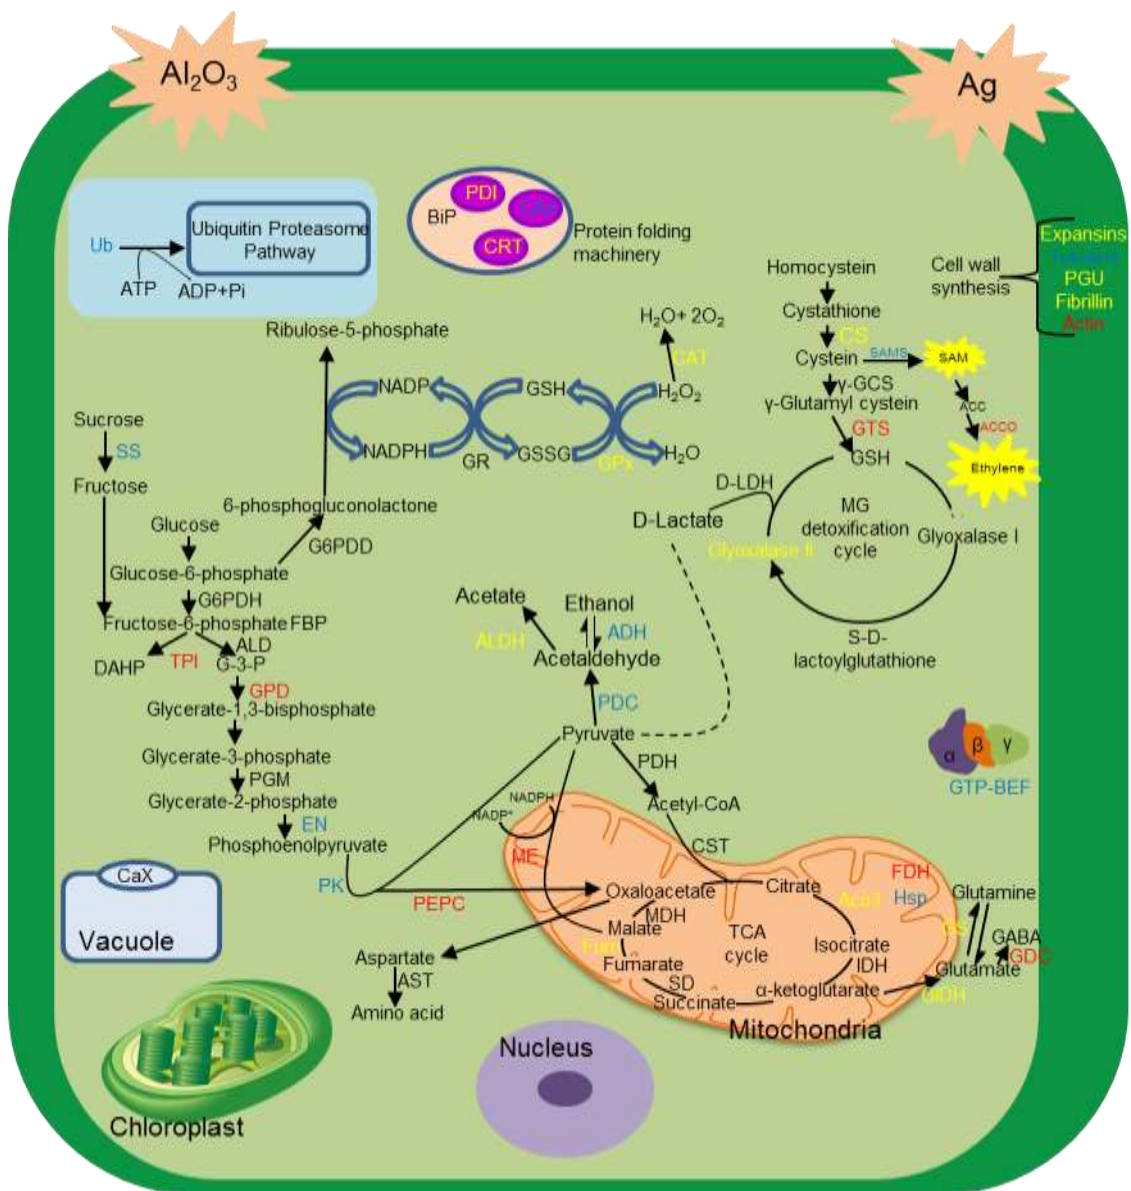 Al2O3
Ag
Ub
ATP
ADP+Pi
Ubiquitin Proteasome
Pathway
BiP
PDI
CRT
Protein folding
machinery
Cell wall
synthesis
Expansins
PGU
Fibrillin
Actin
Homocystein
Cystathione
CS
Cystein
SAMS
SAM
γ-GCS
γ-Glutamyl cystein
ACC
ACCO
Ethylene
GTS
GSH
Ribulose-5-phosphate
H2O+ 2O2
CAT
NADP
GSH
H2O2
NADPH
GR
GSSG
GPx
H2O
Sucrose
SS
Fructose
6-phosphogluconolactone
Glucose
G6PDD
Glucose-6-phosphate
G6PDH
Fructose-6-phosphate
FBP
ALD
DAHP
TPI
G-3-P
GPD
Glycerate-1,3-bisphosphate
Glycerate-3-phosphate
PGM
Glycerate-2-phosphate
EN
Phosphoenolpyruvate
PK
PEPC
D-LDH
D-Lactate
MG
detoxification
cycle
Glyoxalase I
Glyoxalase II
S-D-
lactoylglutathione
Acetate
Ethanol
ALDH
ADH
Acetaldehyde
PDC
Pyruvate
PDH
Acetyl-CoA
NADPH
NADP+
ME
CST
α
β
γ
GTP-BEF
Oxaloacetate
Citrate
Aco3
FDH
Hsp
MDH
Malate
Fum
TCA
cycle
Isocitrate
IDH
Fumarate
SD
Succinate
α-ketoglutarate
Mitochondria
Glutamine
GS
GABA
GDC
Glutamate
GlDH
Aspartate
AST
Amino acid
CaX
Vacuole
Chloroplast
Nucleus